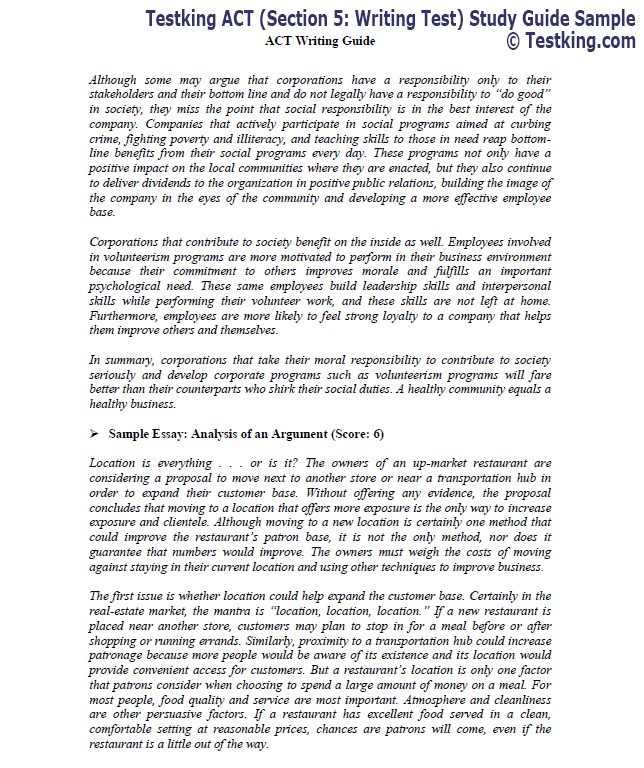 Testking ACT (Section 5: Writing Test) Study Guide Sample
ACT Writing Guide
© Testking.com
Although some may argue that corporations have a responsibility only to their
stakeholders and their bottom line and do not legally have a responsibility to “do good”
in society, they miss the point that social responsibility is in the best interest of the
company. Companies that actively participate in social programs aimed at curbing
crime, fighting poverty and illiteracy, and teaching skills to those in need reap bottom-
line benefits from their social programs every day. These programs not only have a
positive impact on the local communities where they are enacted, but they also continue
to deliver dividends to the organization in positive public relations, building the image of
the company in the eyes of the community and developing a more effective employee
base.
Corporations that contribute to society benefit on the inside as well. Employees involved
in volunteerism programs are more motivated to perform in their business environment
because their commitment to others improves morale and fulfills an important
psychological need. These same employees build leadership skills and interpersonal
skills while performing their volunteer work, and these skills are not left at home.
Furthermore, employees are more likely to feel strong loyalty to a company that helps
them improve others and themselves.
In summary, corporations that take their moral responsibility to contribute to society
seriously and develop corporate programs such as volunteerism programs will fare
better than their counterparts who shirk their social duties. A healthy community equals a
healthy business.
➢ Sample Essay: Analysis of an Argument (Score: 6)
Location is everything . . . or is it? The owners of an up-market restaurant are
considering a proposal to move next to another store or near a transportation hub in
order to expand their customer base. Without offering any evidence, the proposal
concludes that moving to a location that offers more exposure is the only way to increase
exposure and clientele. Although moving to a new location is certainly one method that
could improve the restaurant’s patron base, it is not the only method, nor does it
guarantee that numbers would improve. The owners must weigh the costs of moving
against staying in their current location and using other techniques to improve business.
The first issue is whether location could help expand the customer base. Certainly in the
real-estate market, the mantra is “location, location, location.” If a new restaurant is
placed near another store, customers may plan to stop in for a meal before or after
shopping or running errands. Similarly, proximity to a transportation hub could increase
patronage because more people would be aware of its existence and its location would
provide convenient access for customers. But a restaurant’s location is only one factor
that patrons consider when choosing to spend a large amount of money on a meal. For
most people, food quality and service are most important. Atmosphere and cleanliness
are other persuasive factors. If a restaurant has excellent food served in a clean,
comfortable setting at reasonable prices, chances are patrons will come, even if the
restaurant is a little out of the way.